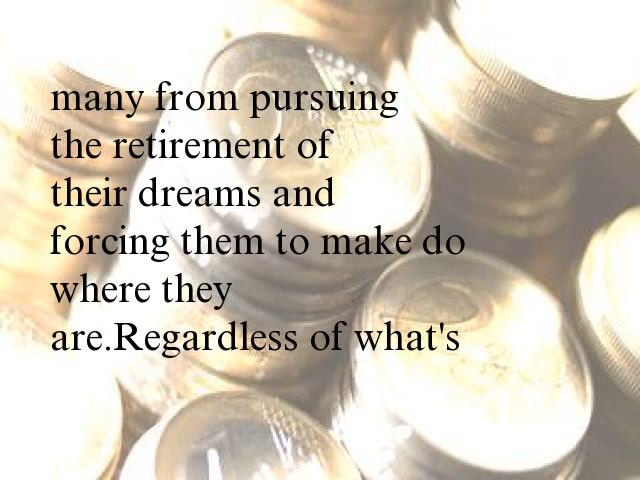 many from pursuing
the retirement of
their dreams and
forcing them to make do
where they
are.Regardless of what's